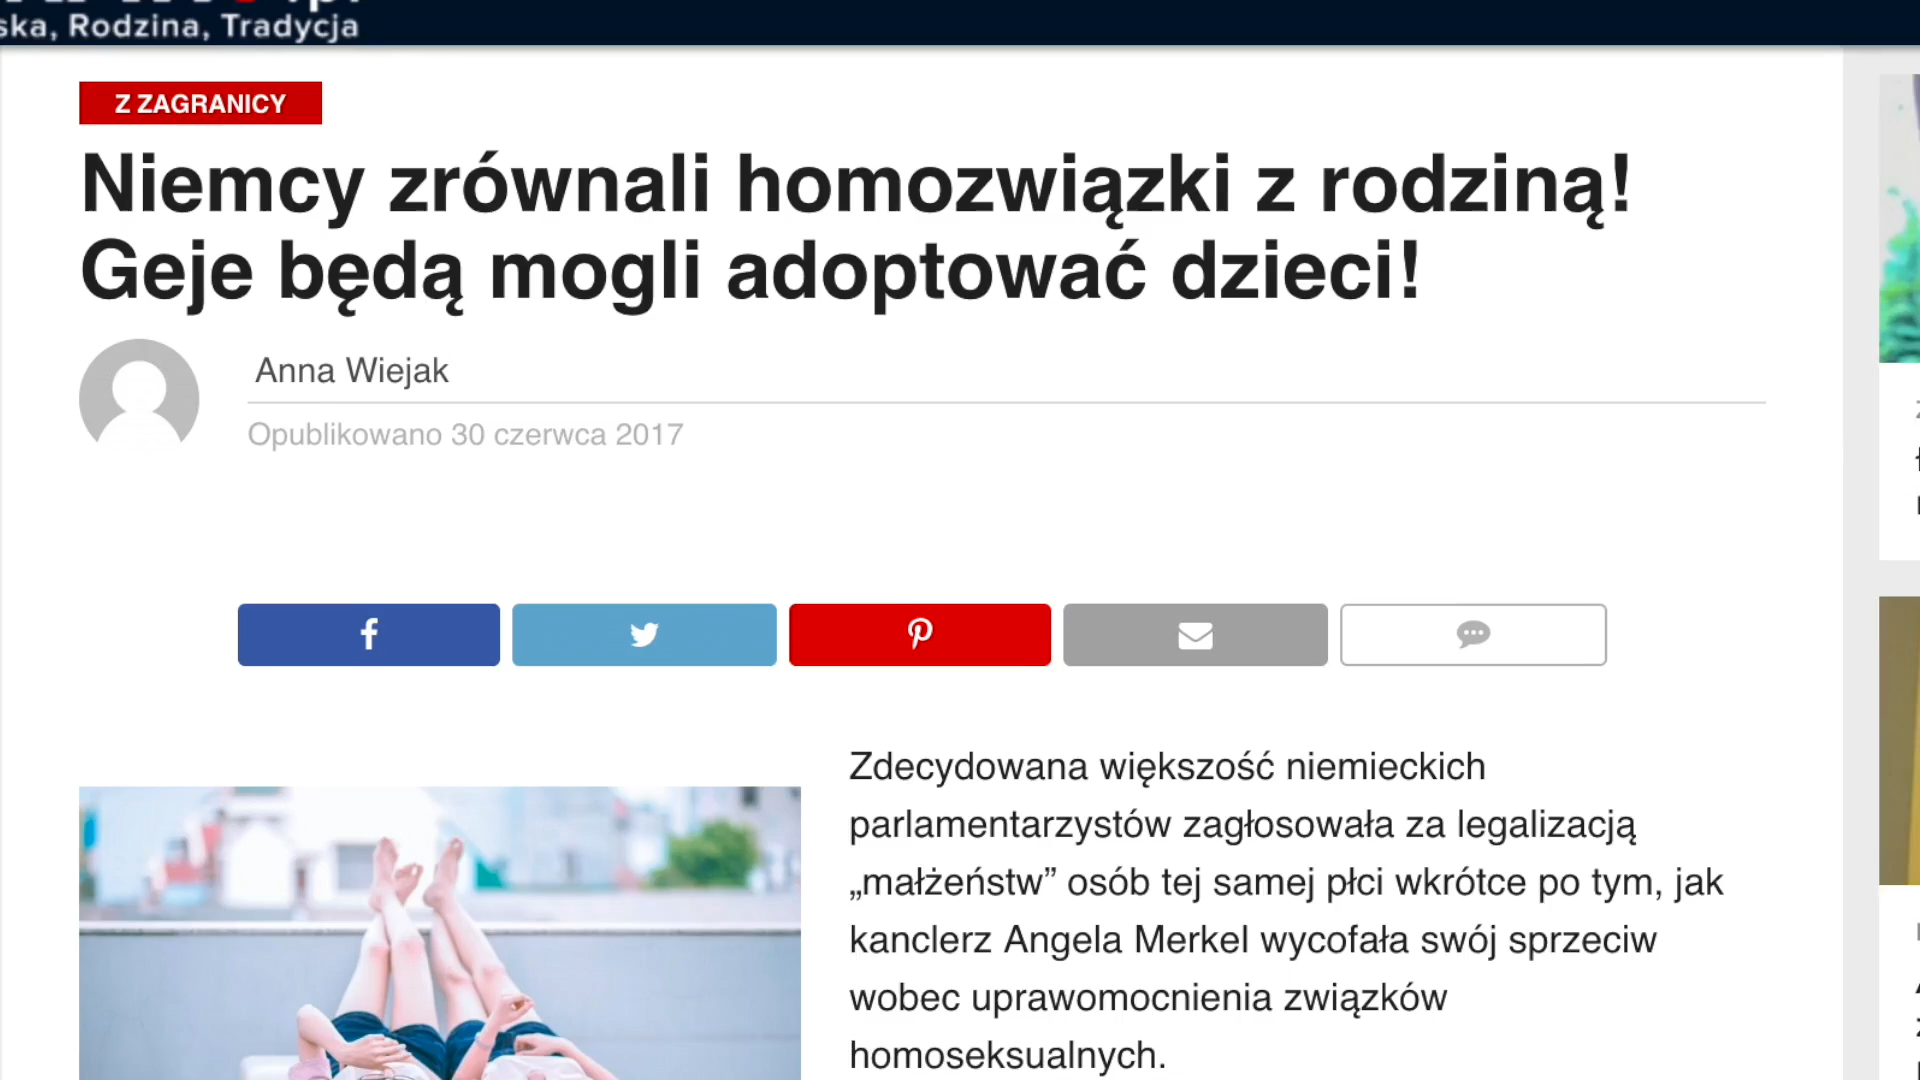 Rodzina, Tradycja
Z ZAGRANICY
Niemcy zrównali homozwiązki z rodziną!
Geje będą mogli adoptować dzieci!
Anna Wiejak
Opublikowano 30 czerwca 2017
Zdecydowana większość niemieckich
parlamentarzystów zagłosowała za legalizacją
„małżeństw” osób tej samej płci wkrótce po tym, jak
kanclerz Angela Merkel wycofała swój sprzeciw
wobec uprawomocnienia związków
homoseksualnych.